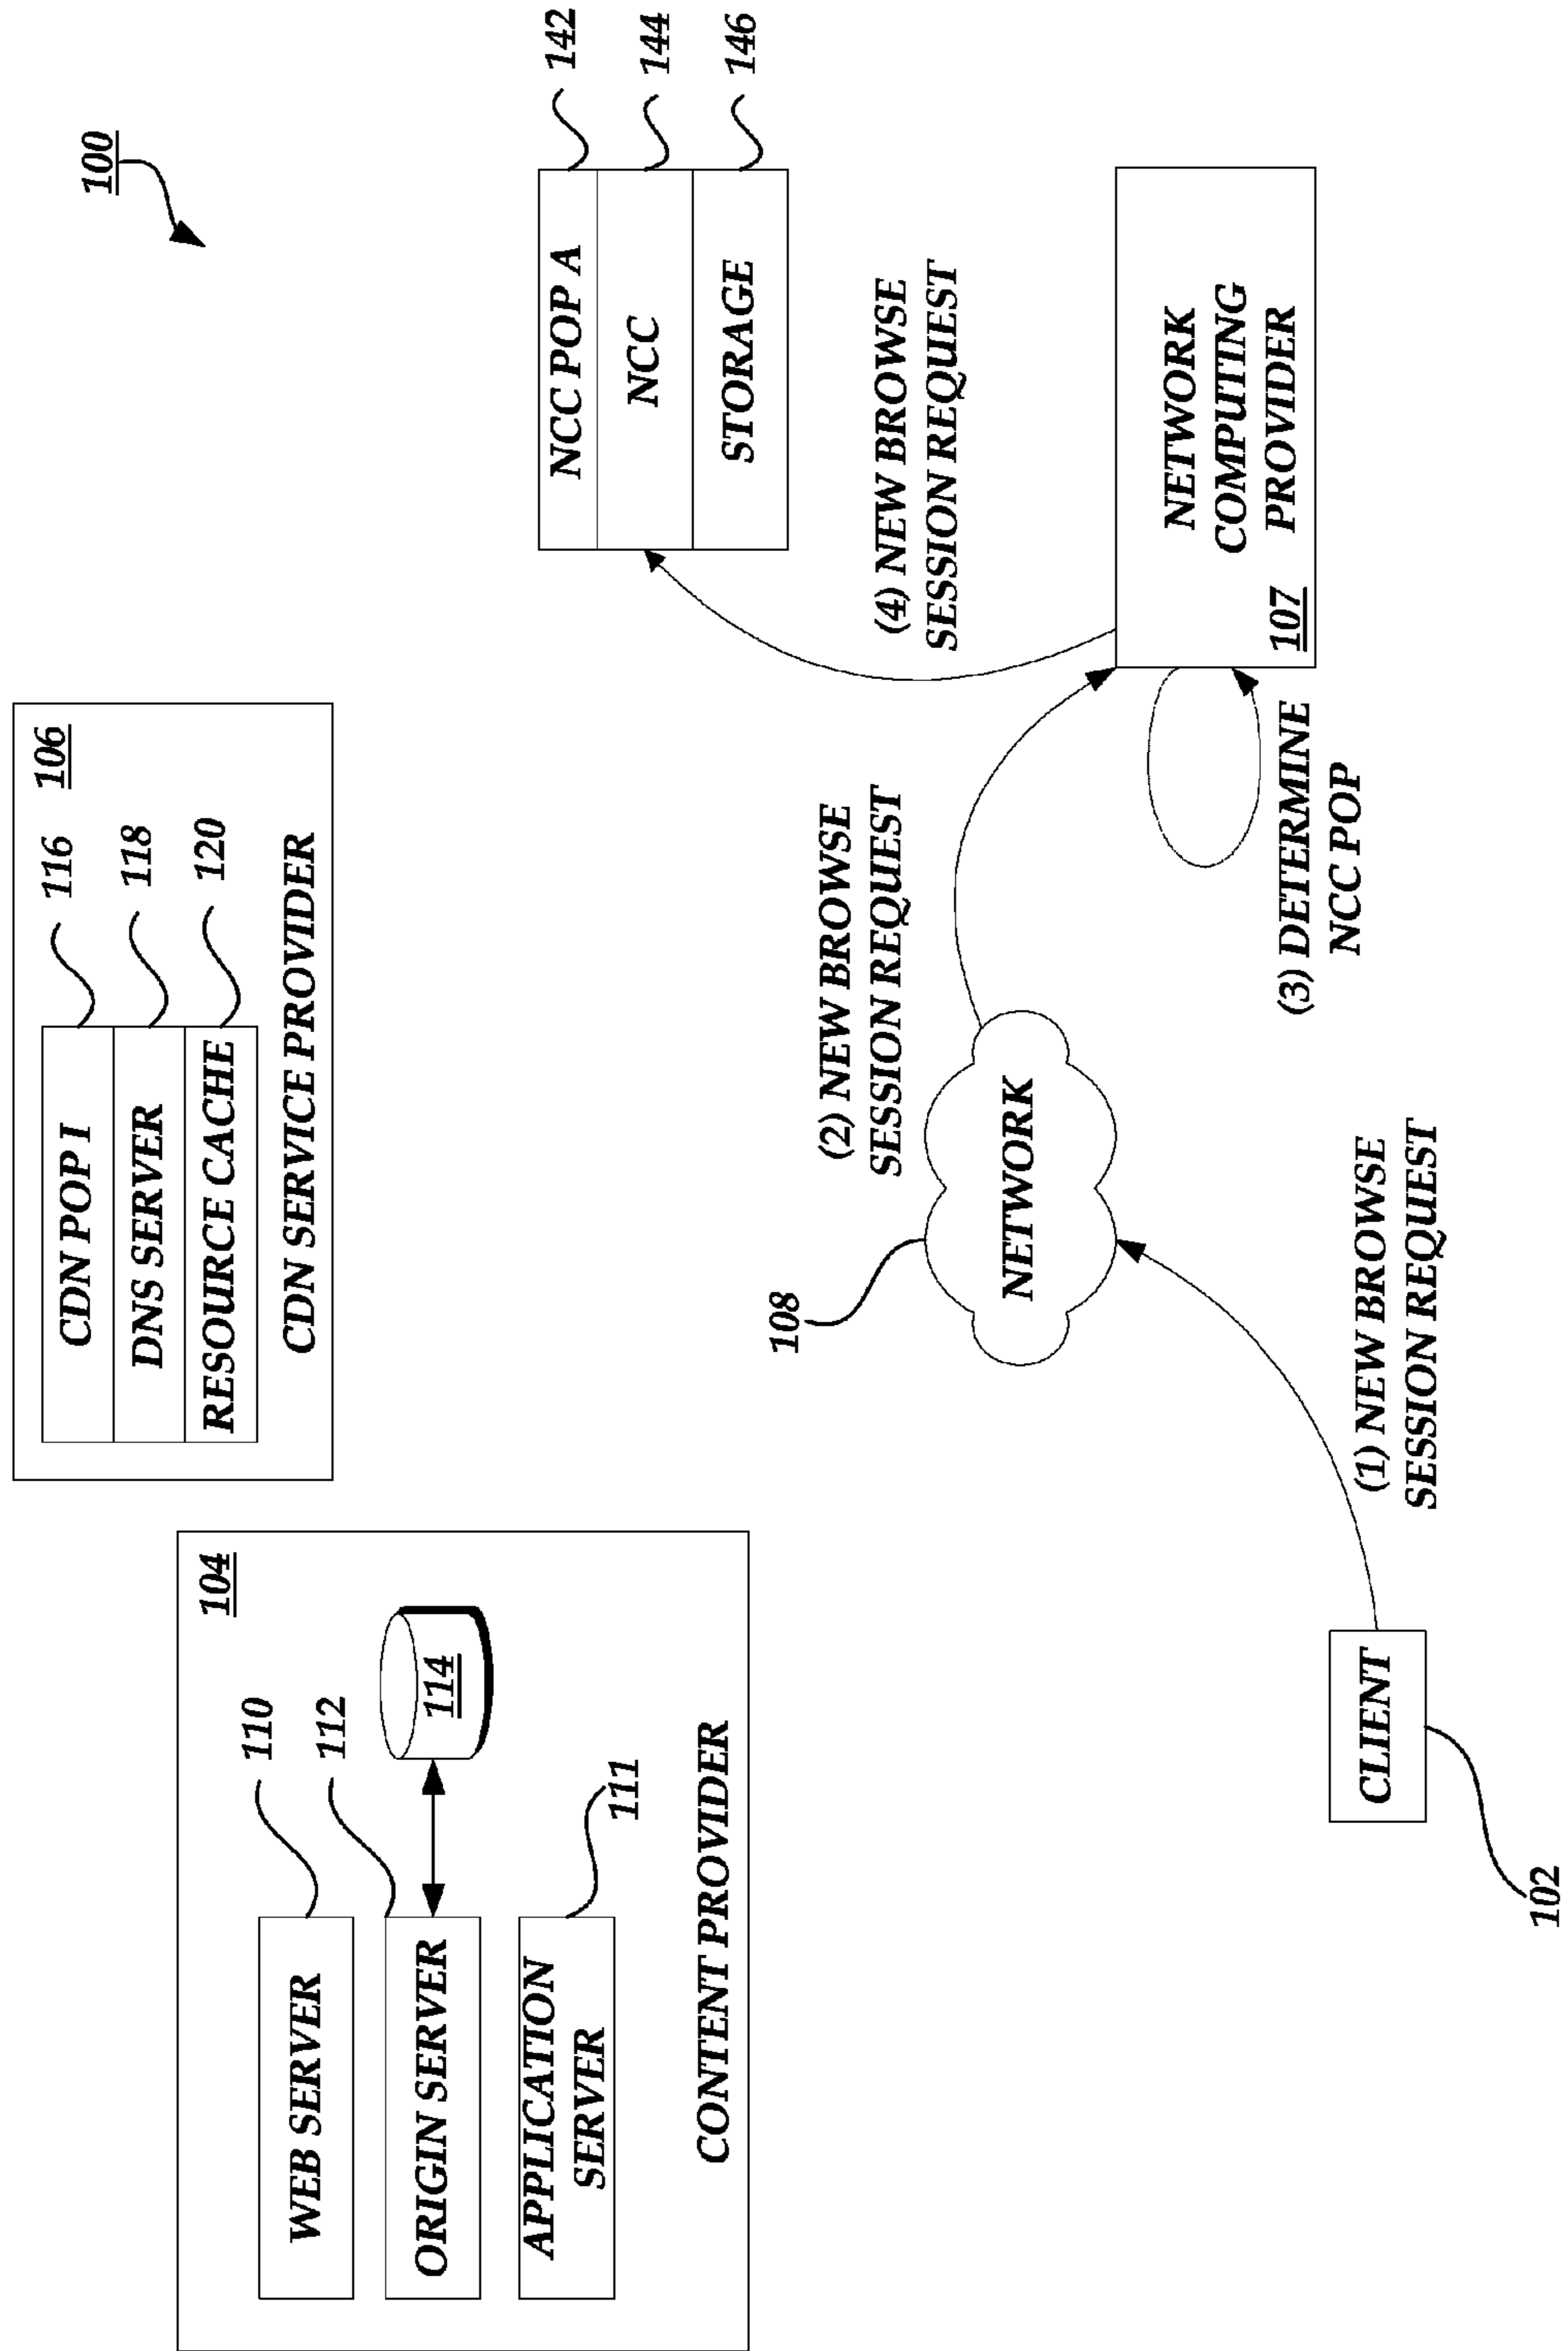 100
104
110
WEB SERVER
112
ORIGIN SERVER
114
APPLICATION
SERVER
111
CONTENT PROVIDER
106
CDN POP I
116
DNS SERVER
118
RESOURCE CACHE
120
CDN SERVICE PROVIDER
NCC POP A
142
NCC
144
STORAGE
146
108
NETWORK
(2) NEW BROWSE
SESSION REQUEST
(4) NEW BROWSE
SESSION REQUEST
NETWORK
COMPUTING
PROVIDER
107
(3) DETERMINE
NCC POP
CLIENT
102
(1) NEW BROWSE
SESSION REQUEST